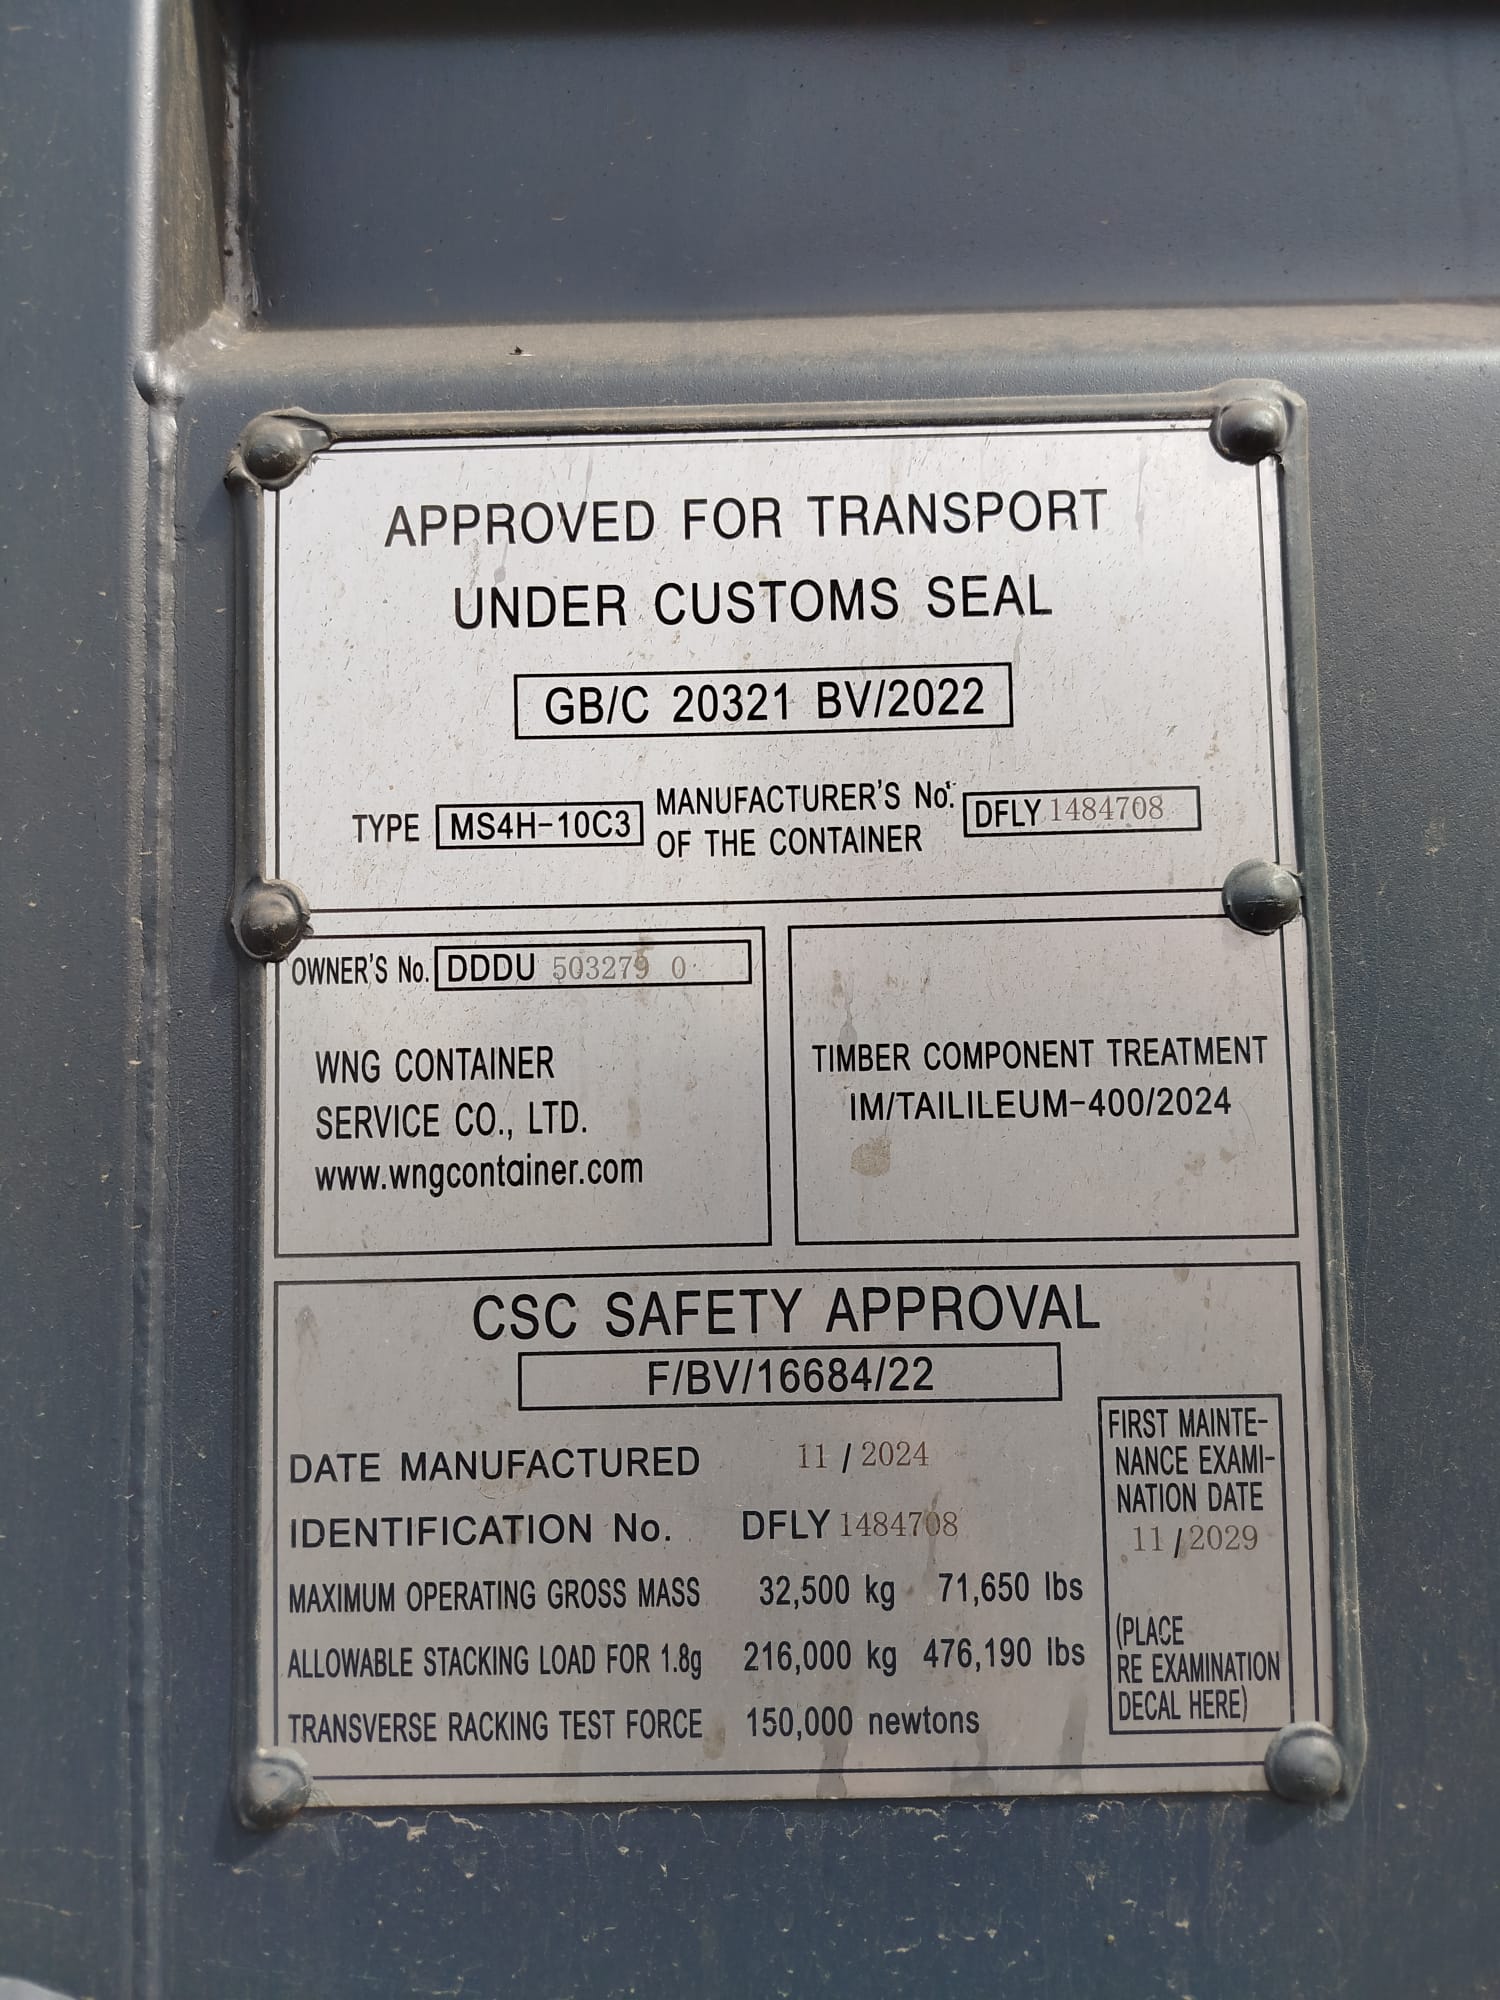 APPROVED FOR TRANSPORT
UNDER CUSTOMS SEAL
GB/C 20321 BV/2022
TYPE MS4H-10C3 MANUFACTURER'S No. OF THE CONTAINER DFLY 1484708
OWNER'S No. DDDU 503279 0
WNG CONTAINER
SERVICE CO., LTD.
www.wngcontainer.com
TIMBER COMPONENT TREATMENT
IM/TAILILEUM-400/2024
CSC SAFETY APPROVAL
F/BV/16684/22
DATE MANUFACTURED 11 / 2024
IDENTIFICATION No. DFLY 1484708
MAXIMUM OPERATING GROSS MASS 32,500 kg 71,650 lbs
ALLOWABLE STACKING LOAD FOR 1.8g 216,000 kg 476,190 lbs
TRANSVERSE RACKING TEST FORCE 150,000 newtons
FIRST MAINTE-
NANCE EXAMI-
NATION DATE
11 / 2029
(PLACE
RE EXAMINATION
DECAL HERE)